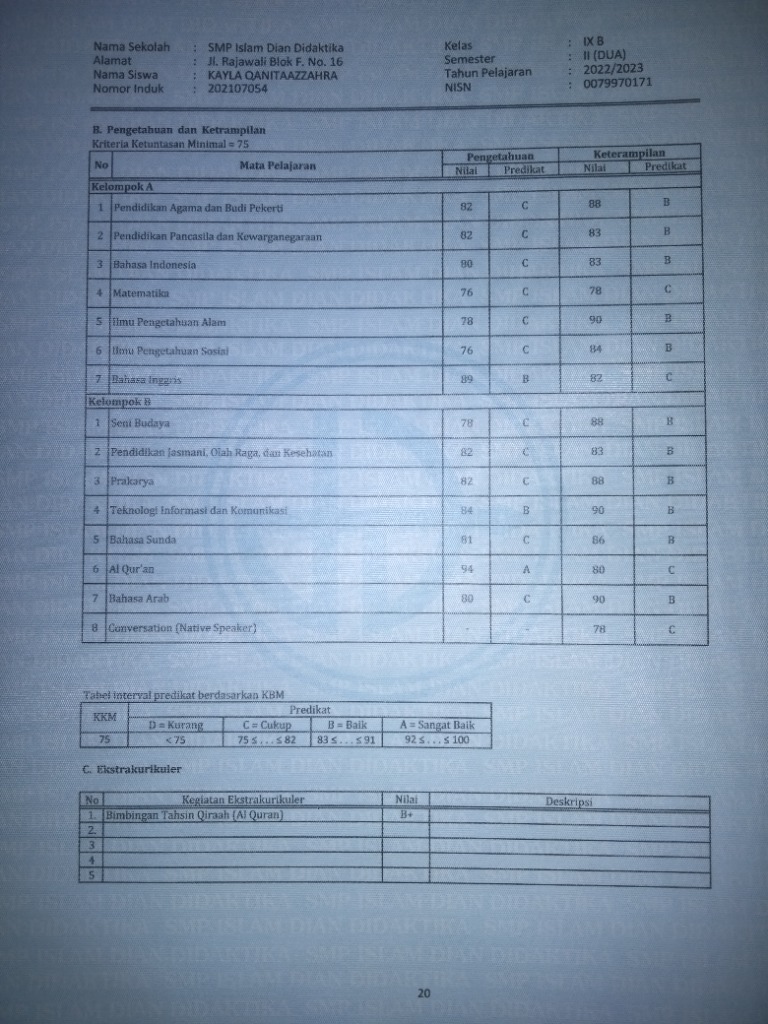 Nama Sekolah : SMP Islam Dian Didaktika Kelas : IX B
Alamat : Jl. Rajawali Blok F. No. 16 Semester : II (DUA)
Nama Siswa : KAYLA QANITAAZZAHRA Tahun Pelajaran : 2022/2023
Nomor Induk : 202107054 NISN : 0079970171
B. Pengetahuan dan Ketrampilan
Kriteria Ketuntasan Minimal = 75
No Mata Pelajaran Pengetahuan Keterampilan
Nilai Predikat Nilai Predikat
Kelompok A
1 Pendidikan Agama dan Budi Pekerti 82 C 88 B
2 Pendidikan Pancasila dan Kewarganegaraan 82 C 83 B
3 Bahasa Indonesia 80 C 83 B
4 Matematika 76 C 78 C
5 Ilmu Pengetahuan Alam 78 C 90 B
6 Ilmu Pengetahuan Sosial 76 C 84 B
7 Bahasa Inggris 89 B 82 C
Kelompok B
1 Seni Budaya 78 C 88 B
2 Pendidikan Jasmani, Olah Raga, dan Kesehatan 82 C 83 B
3 Prakarya 82 C 88 B
4 Teknologi Informasi dan Komunikasi 84 B 90 B
5 Bahasa Sunda 81 C 86 B
6 Al Qur'an 94 A 80 C
7 Bahasa Arab 80 C 90 B
8 Conversation (Native Speaker) - - 78 C
Tabel interval predikat berdasarkan KBM
KKM Predikat
D = Kurang C = Cukup B = Baik A = Sangat Baik
75 < 75 75 ≤ . . . ≤ 82 83 ≤ . . . ≤ 91 92 ≤ . . . ≤ 100
C. Ekstrakurikuler
No Kegiatan Ekstrakurikuler Nilai Deskripsi
1. Bimbingan Tahsin Qiraah (Al Quran) B+
2.
3
4
5
20